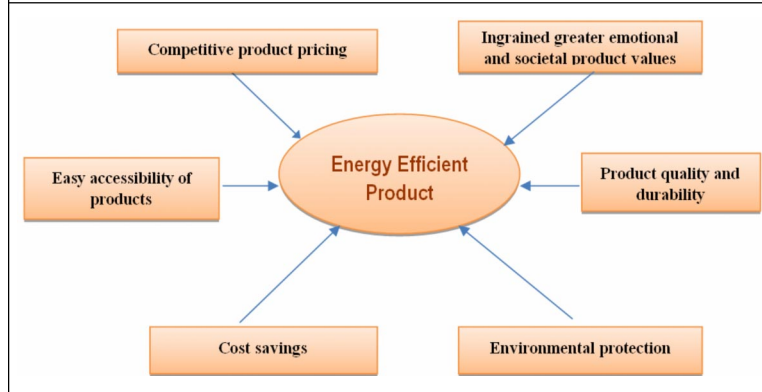 Competitive product pricing
Ingrained greater emotional
and societal product values
Energy Efficient
Product
Easy accessibility of
products
Product quality and
durability
Cost savings
Environmental protection